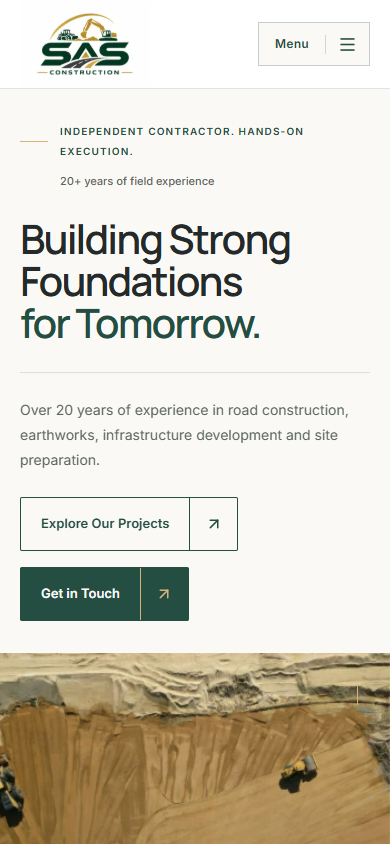 SAS
CONSTRUCTION
Menu
INDEPENDENT CONTRACTOR. HANDS-ON
EXECUTION.
20+ years of field experience
Building Strong
Foundations
for Tomorrow.
Over 20 years of experience in road construction,
earthworks, infrastructure development and site
preparation.
Explore Our Projects
Get in Touch